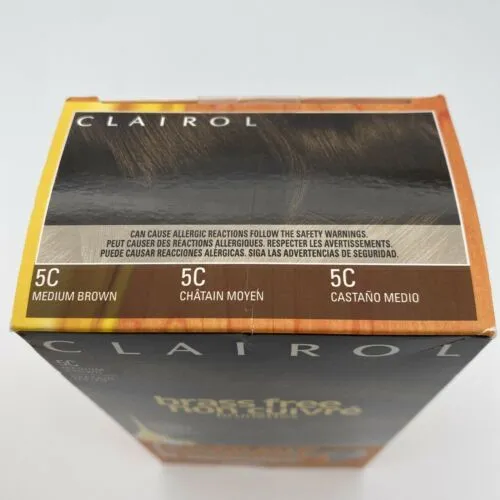 CLAIROL
CAN CAUSE ALLERGIC REACTIONS FOLLOW THE SAFETY WARNINGS.
PEUT CAUSER DES RÉACTIONS ALLERGIQUES. RESPECTER LES AVERTISSEMENTS.
PUEDE CAUSAR REACCIONES ALÉRGICAS. SIGA LAS ADVERTENCIAS DE SEGURIDAD.
5C 5C 5C
MEDIUM BROWN CHÂTAIN MOYEN CASTAÑO MEDIO
CLAIROL
5C
brass free
non cuivré